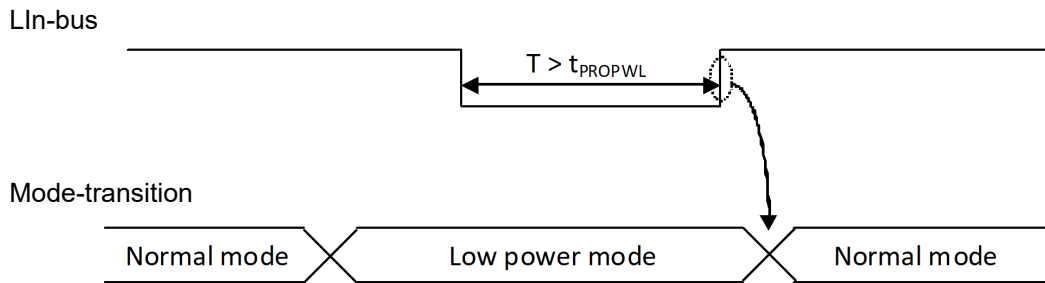 LIn-bus
T > tPROPWL
Mode-transition
Normal mode Low power mode Normal mode